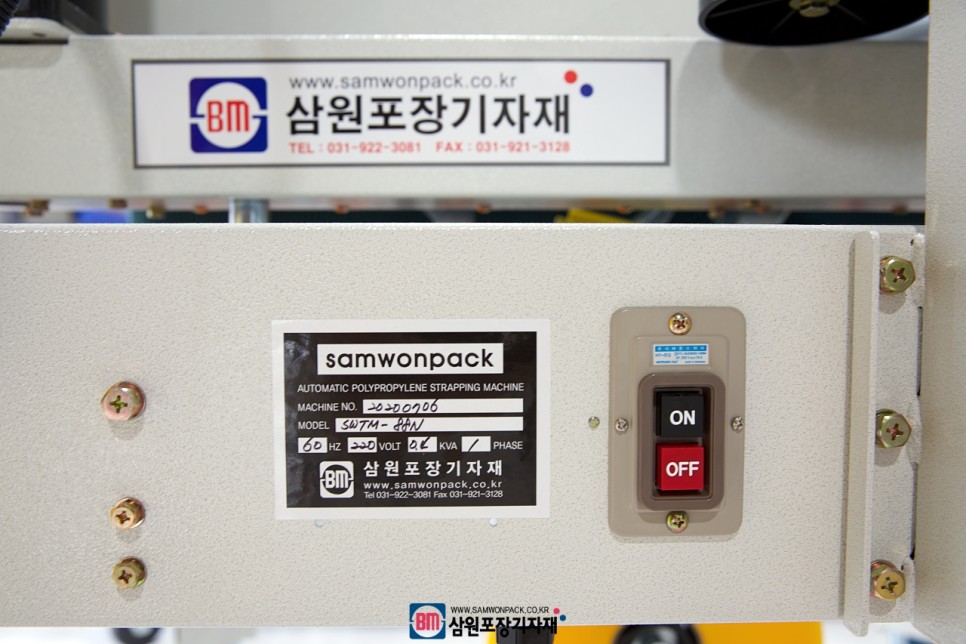 www.samwonpack.co.kr
BM
삼원포장기자재
TEL : 031-922-3081 FAX : 031-921-3128
samwonpack
AUTOMATIC POLYPROPYLENE STRAPPING MACHINE
MACHINE NO. 20200706
MODEL SWTM-88N
60 HZ 220 VOLT 0.6 KVA 1 PHASE
BM
삼원포장기자재
www.samwonpack.co.kr
Tel 031-922-3081 Fax 031-921-3128
ON
OFF
BM
WWW.SAMWONPACK.CO.KR
삼원포장기자재